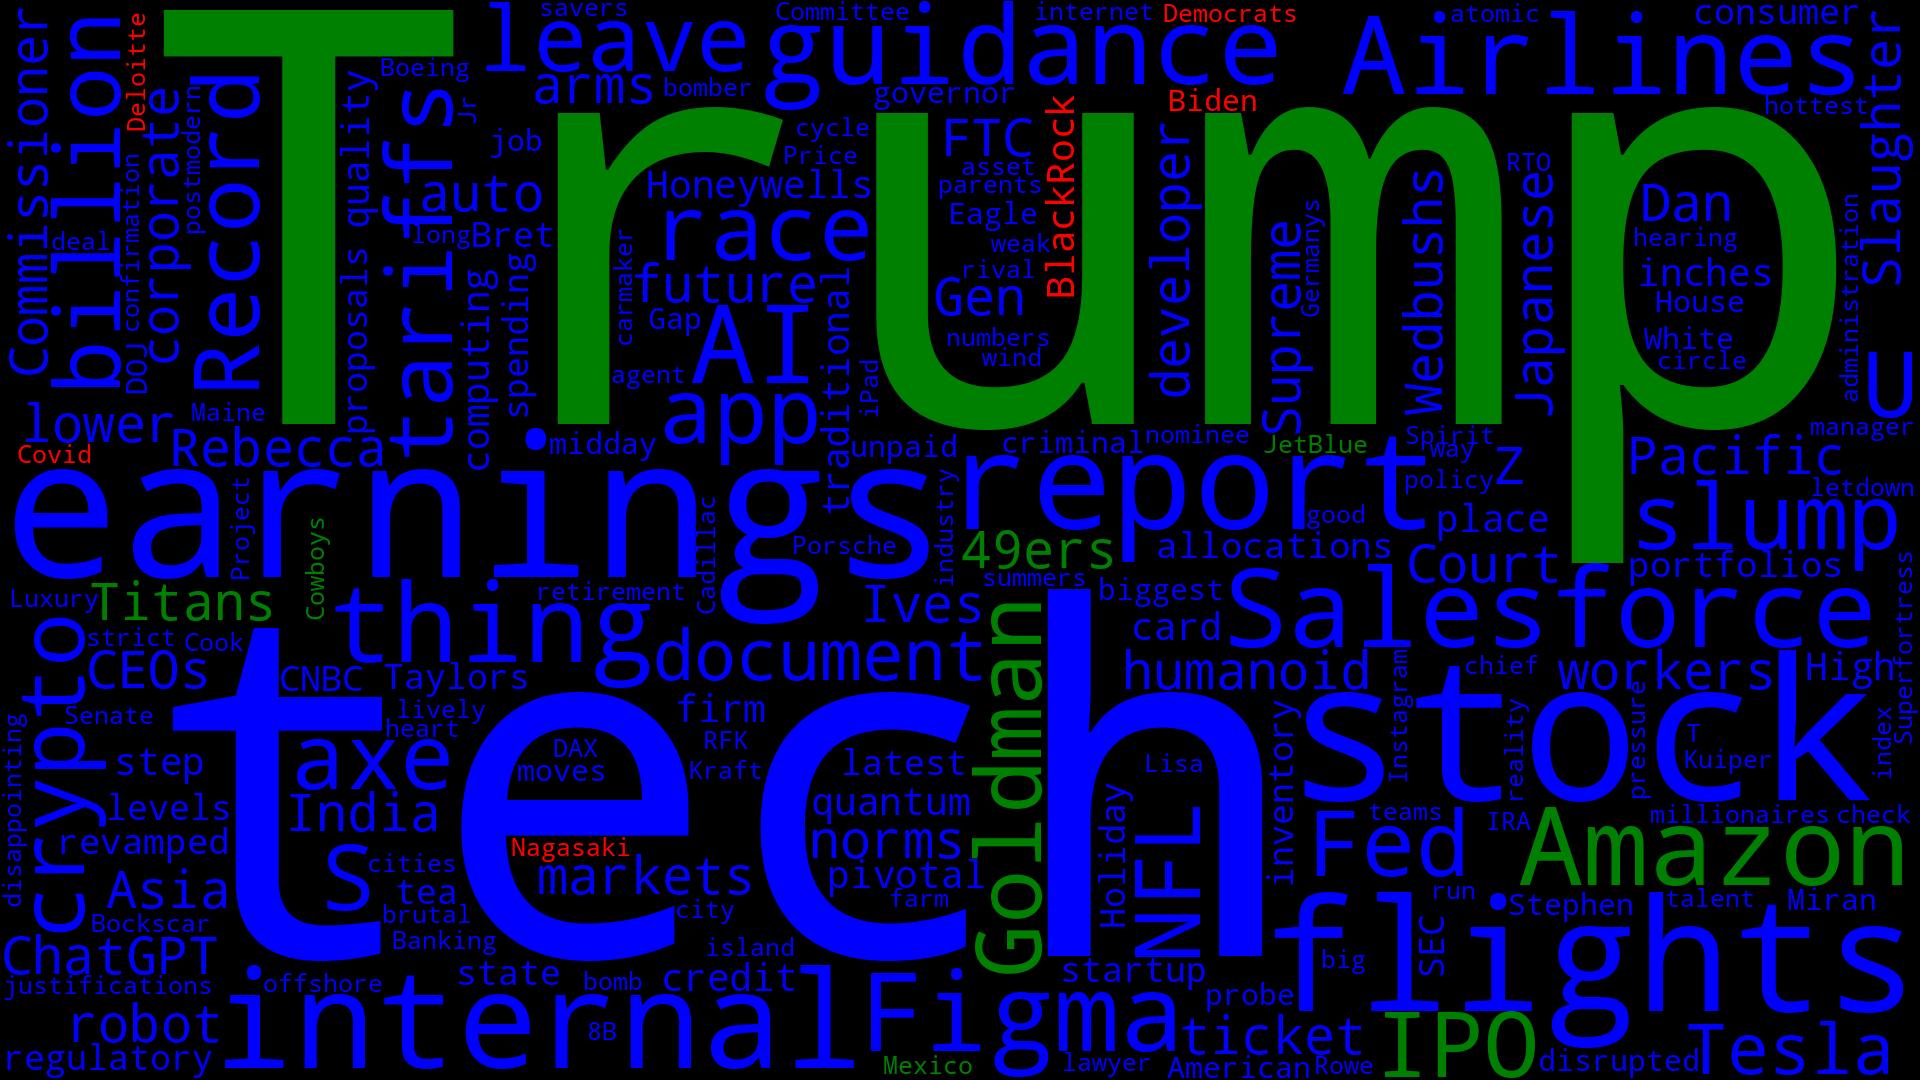 savers
Committee
internet
Democrats
atomic
consumer
Commissioner
billion
Deloitte
Trump
leave
guidance
Airlines
Slaughter
Boeing
arms
bomber
governor
Biden
hottest
corporate
postmodern
Record
quality
tariffs
Jr
job
cycle
Price
FTC
BlackRock
developer
RTO
asset
parents
auto
Honeywells
Eagle
Dan
deal
confirmation
long
Bret
race
weak
Supreme
Germanys
Wedbushs
Japanese
hearing
administration
proposals
computing
spending
carmaker
future
traditional
rival
Gen
inches
House
DOJ
Gap
AI
numbers
wind
White
circle
U
agent
iPad
lower
Maine
app
manager
Covid
Rebecca
midday
unpaid
criminal
nominee
JetBlue
Spirit
way
Z
Pacific
earnings
report
policy
letdown
Project
Cowboys
Cadillac
Porsche
industry
49ers
good
place
slump
allocations
Court
portfolios
Luxury
Titans
thing
retirement
summers
biggest
Superfortress
Ives
Goldman
card
Salesforce
strict
Cook
crypto
CEOs
CNBC
Taylors
document
humanoid
Instagram
chief
workers
High
tech
Senate
lively
heart
firm
RFK
inventory
stock
reality
pressure
index
disappointing
step
axe
DAX
moves
Kraft
latest
Lisa
T
Kuiper
levels
India
quantum
Holiday
NFL
teams
IRA
millionaires
check
revamped
Nagasaki
norms
Fed
Amazon
S
cities
markets
pivotal
Asia
tea
farm
run
Stephen
talent
Miran
Bockscar
brutal
city
SEC
ChatGPT
Banking
island
flights
justifications
offshore
state
bomb
credit
startup
big
internal
Figma
probe
robot
8B
ticket
IPO
Tesla
regulatory
Mexico
lawyer
American
Rowe
disrupted